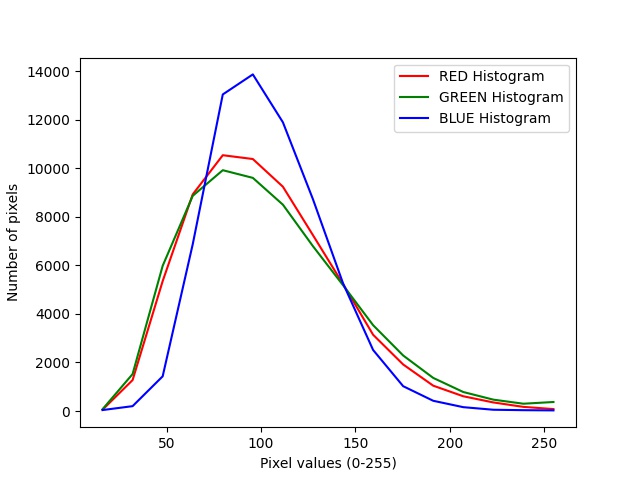 14000
12000
10000
8000
6000
4000
2000
0
Number of pixels
RED Histogram
GREEN Histogram
BLUE Histogram
50 100 150 200 250
Pixel values (0-255)